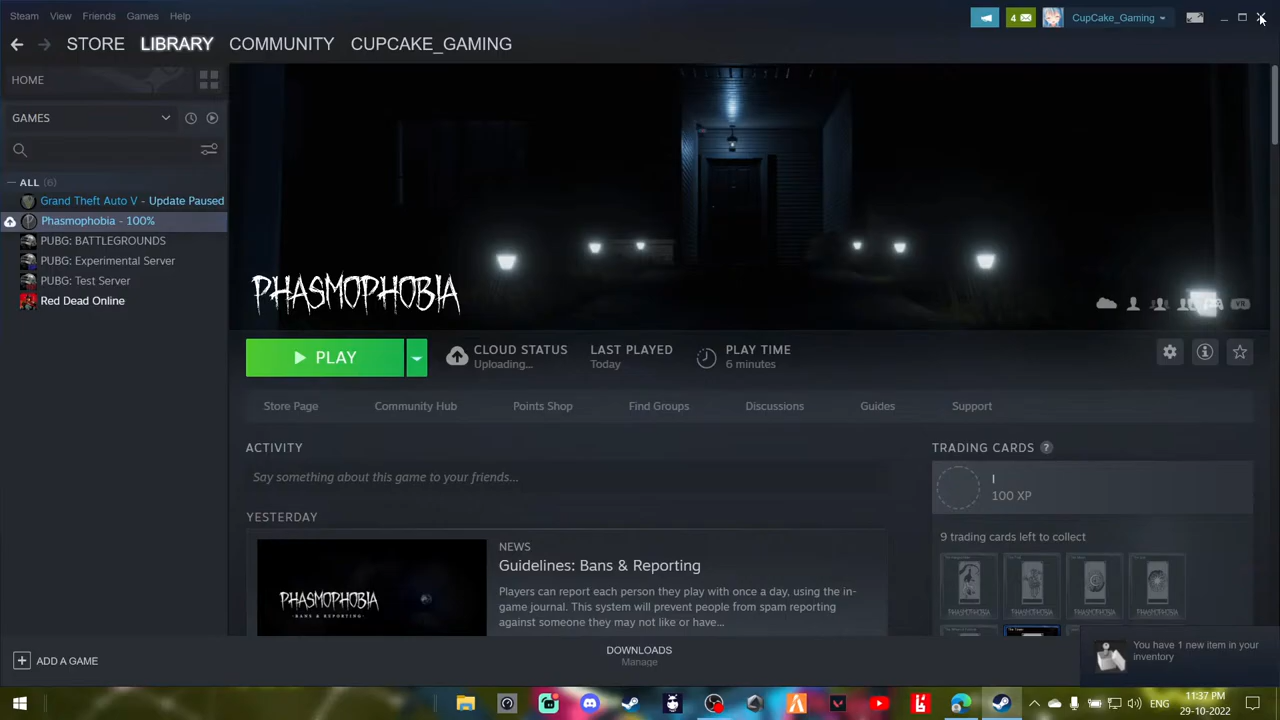 Steam View Friends Games Help
4 CupCake_Gaming
STORE LIBRARY COMMUNITY CUPCAKE_GAMING
HOME
GAMES
— ALL (6)
Grand Theft Auto V - Update Paused
Phasmophobia - 100%
PUBG: BATTLEGROUNDS
PUBG: Experimental Server
PUBG: Test Server
Red Dead Online
PHASMOPHOBIA
PLAY
CLOUD STATUS
Uploading...
LAST PLAYED
Today
PLAY TIME
6 minutes
Store Page Community Hub Points Shop Find Groups Discussions Guides Support
ACTIVITY
Say something about this game to your friends...
YESTERDAY
PHASMOPHOBIA
- BANS & REPORTING -
NEWS
Guidelines: Bans & Reporting
Players can report each person they play with once a day, using the in-
game journal. This system will prevent people from spam reporting
against someone they may not like or have...
TRADING CARDS ?
I
100 XP
9 trading cards left to collect
PHASMOPHOBIA PHASMOPHOBIA PHASMOPHOBIA PHASMOPHOBIA
You have 1 new item in your
inventory
+ ADD A GAME
DOWNLOADS
Manage
ENG
11:37 PM
29-10-2022